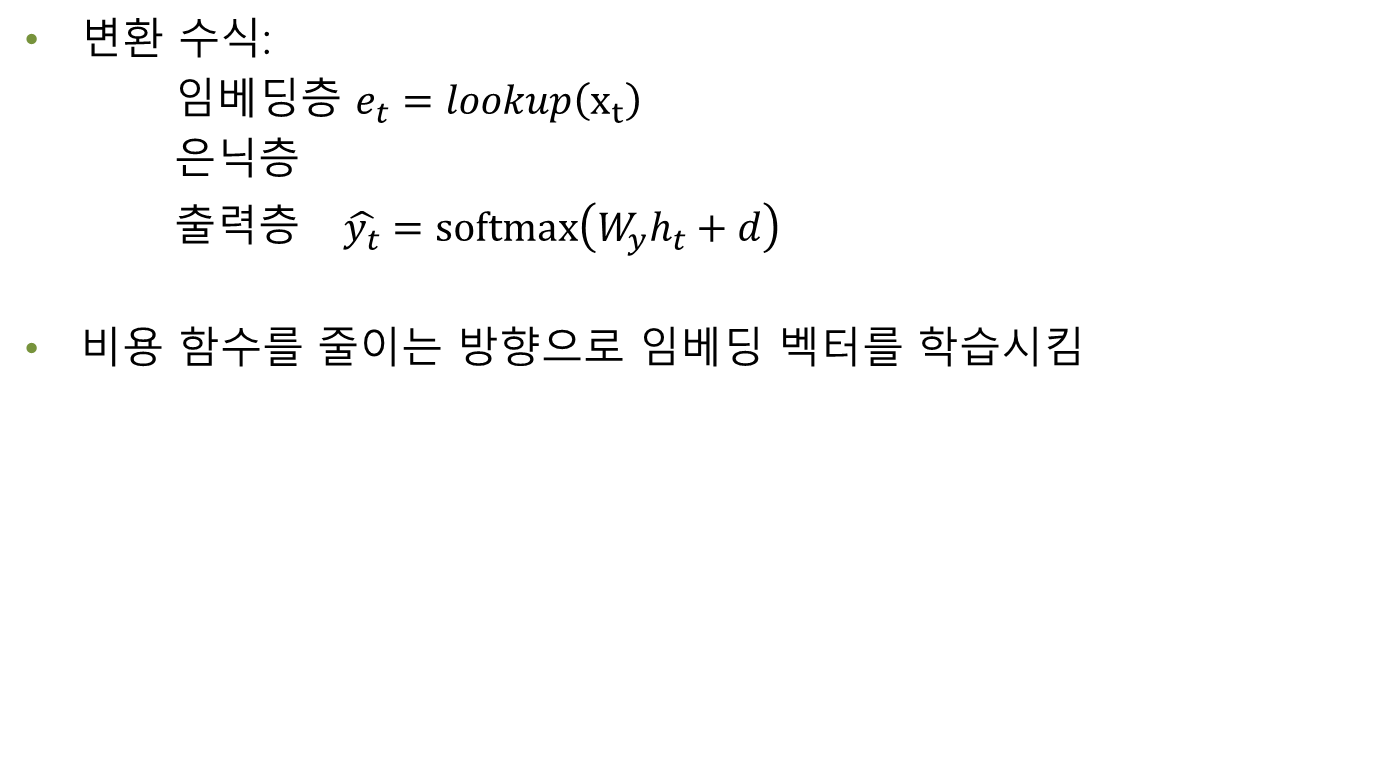 • 변환 수식:
임베딩층 e_t = lookup(x_t)
은닉층
출력층 ŷ_t = softmax(W_y h_t + d)
• 비용 함수를 줄이는 방향으로 임베딩 벡터를 학습시킴